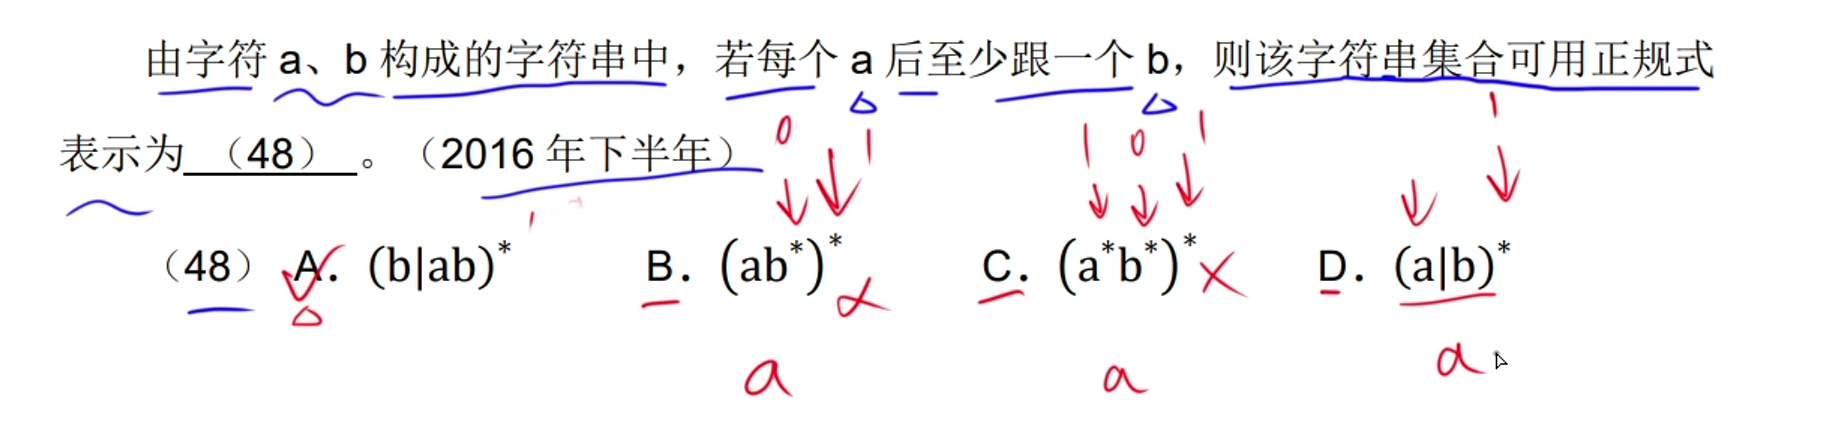 由字符 a、b 构成的字符串中，若每个 a 后至少跟一个 b，则该字符串集合可用正规式
表示为 （48） 。（2016 年下半年）
0 1 1 0 1 1
（48） A. (b|ab)* B. (ab*)* C. (a*b*)* D. (a|b)*
a a a